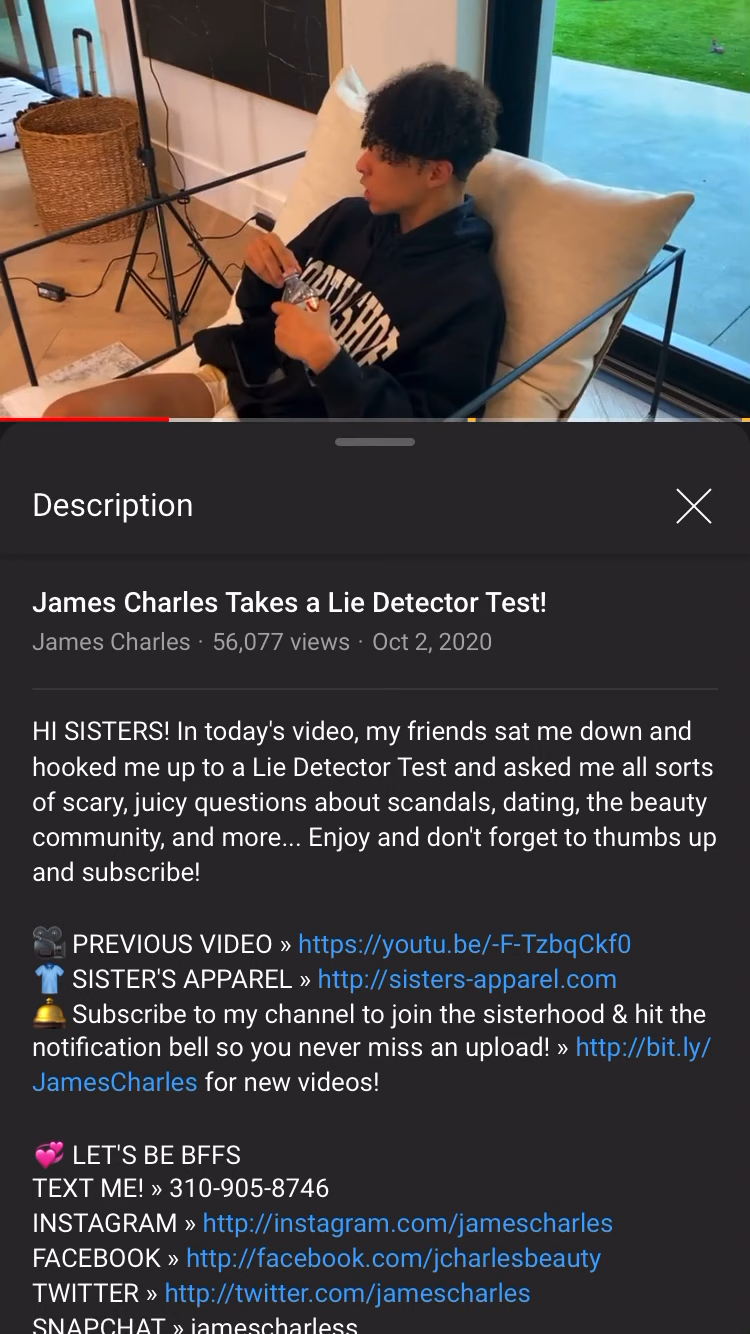 Description
James Charles Takes a Lie Detector Test!
James Charles · 56,077 views · Oct 2, 2020
HI SISTERS! In today's video, my friends sat me down and
hooked me up to a Lie Detector Test and asked me all sorts
of scary, juicy questions about scandals, dating, the beauty
community, and more... Enjoy and don't forget to thumbs up
and subscribe!
🎥 PREVIOUS VIDEO » https://youtu.be/-F-TzbqCkf0
👕 SISTER'S APPAREL » http://sisters-apparel.com
🛎 Subscribe to my channel to join the sisterhood & hit the
notification bell so you never miss an upload! » http://bit.ly/
JamesCharles for new videos!
💞 LET'S BE BFFS
TEXT ME! » 310-905-8746
INSTAGRAM » http://instagram.com/jamescharles
FACEBOOK » http://facebook.com/jcharlesbeauty
TWITTER » http://twitter.com/jamescharles
SNAPCHAT » jamescharless